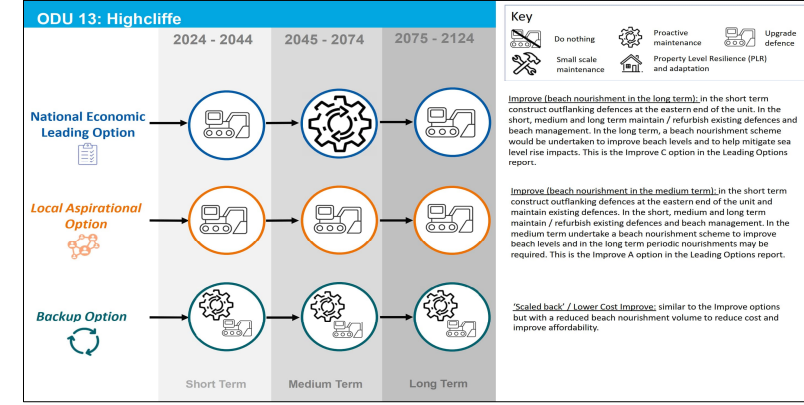 ODU 13: Highcliffe
2024 - 2044
2045 - 2074
2075 - 2124
National Economic
Leading Option
Local Aspirational
Option
Backup Option
Short Term
Medium Term
Long Term
Key
Do nothing
Proactive
maintenance
Upgrade
defence
Small scale
maintenance
Property Level Resilience (PLR)
and adaptation
Improve (beach nourishment in the long term): in the short term
construct outflanking defences at the eastern end of the unit. In the
short, medium and long term maintain / refurbish existing defences and
beach management. In the long term, a beach nourishment scheme
would be undertaken to improve beach levels and to help mitigate sea
level rise impacts. This is the Improve C option in the Leading Options
report.
Improve (beach nourishment in the medium term): in the short term
construct outflanking defences at the eastern end of the unit and
maintain existing defences. In the short, medium and long term
maintain / refurbish existing defences and beach management. In the
medium term undertake a beach nourishment scheme to improve
beach levels and in the long term periodic nourishments may be
required. This is the Improve A option in the Leading Options report.
‘Scaled back’ / Lower Cost Improve: similar to the Improve options
but with a reduced beach nourishment volume to reduce cost and
improve affordability.